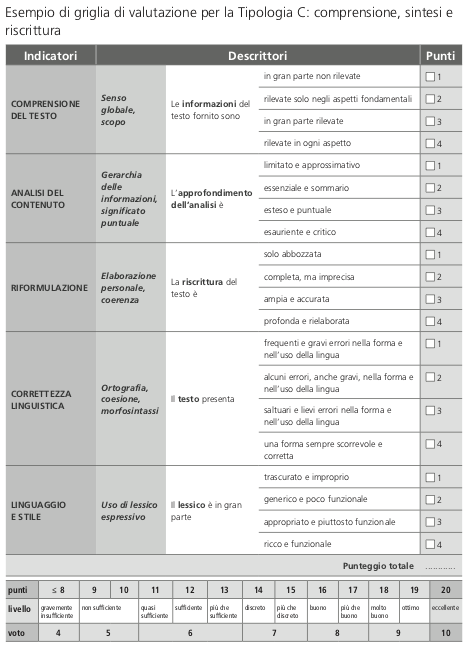 Esempio di griglia di valutazione per la Tipologia C: comprensione, sintesi e
riscrittura
Indicatori Descrittori Punti
COMPRENSIONE
DEL TESTO
Senso
globale,
scopo
Le informazioni del
testo fornito sono
in gran parte non rilevate 1
rilevate solo negli aspetti fondamentali 2
in gran parte rilevate 3
rilevate in ogni aspetto 4
ANALISI DEL
CONTENUTO
Gerarchia
delle
informazioni,
significato
puntuale
L'approfondimento
dell'analisi è
limitato e approssimativo 1
essenziale e sommario 2
esteso e puntuale 3
esauriente e critico 4
RIFORMULAZIONE
Elaborazione
personale,
coerenza
La riscrittura del
testo è
solo abbozzata 1
completa, ma imprecisa 2
ampia e accurata 3
profonda e rielaborata 4
CORRETTEZZA
LINGUISTICA
Ortografia,
coesione,
morfosintassi
Il testo presenta
frequenti e gravi errori nella forma e
nell'uso della lingua 1
alcuni errori, anche gravi, nella forma e
nell'uso della lingua 2
saltuari e lievi errori nella forma e
nell'uso della lingua 3
una forma sempre scorrevole e
corretta 4
LINGUAGGIO
E STILE
Uso di lessico
espressivo
Il lessico è in gran
parte
trascurato e improprio 1
generico e poco funzionale 2
appropriato e piuttosto funzionale 3
ricco e funzionale 4
Punteggio totale ............
punti ≤ 8 9 10 11 12 13 14 15 16 17 18 19 20
livello gravemente insufficiente non sufficiente quasi sufficiente sufficiente più che sufficiente discreto più che discreto buono più che buono molto buono ottimo eccellente
voto 4 5 6 7 8 9 10